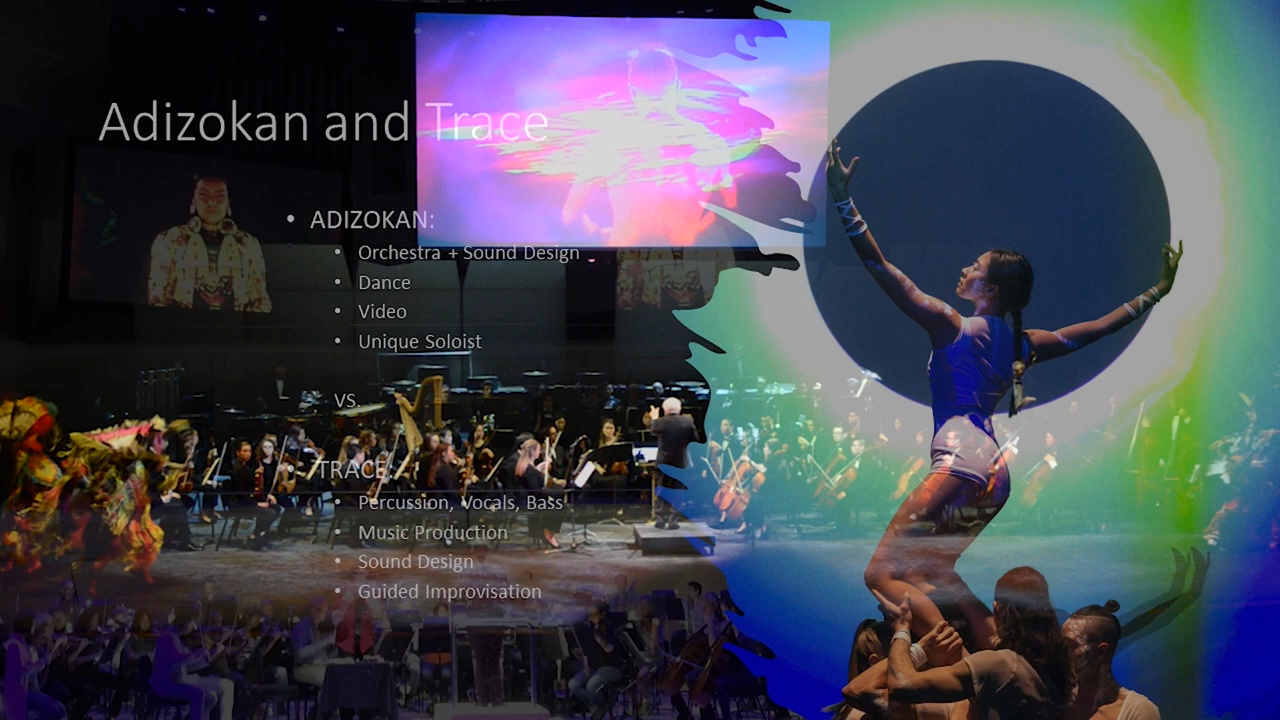 Adizokan and Trace
• ADIZOKAN:
• Orchestra + Sound Design
• Dance
• Video
• Unique Soloist
VS.
• TRACE:
• Percussion, Vocals, Bass
• Music Production
• Sound Design
• Guided Improvisation